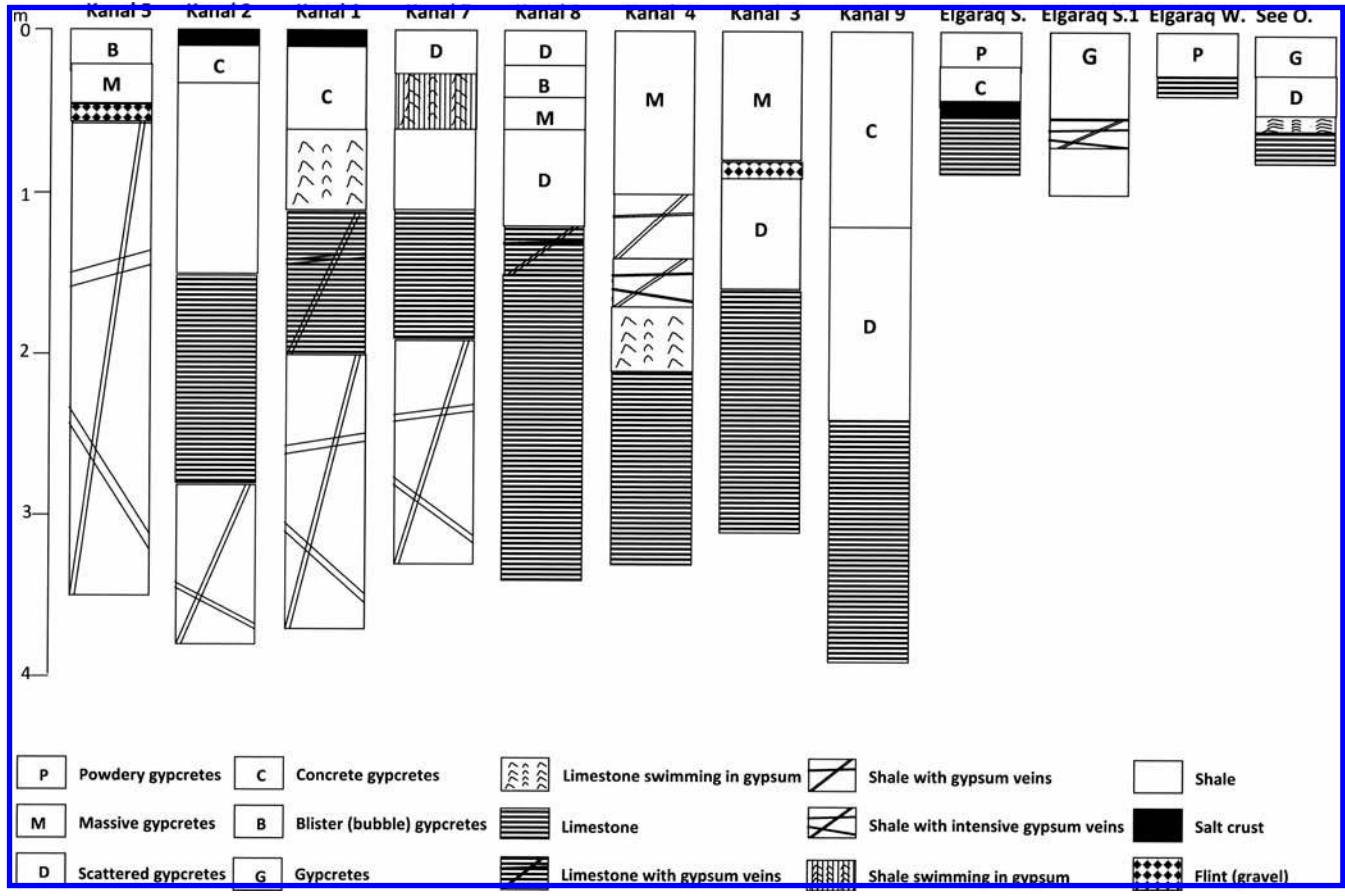 m Kanal 5 Kanal 2 Kanal 1 Kanal 7 Kanal 8 Kanal 4 Kanal 3 Kanal 9 Elgaraq S. Elgaraq S.1 Elgaraq W. See O.
0
B D D P G P G
M C C B M M C C D
M
D D
1
D
2
3
4
P Powdery gypcretes C Concrete gypcretes Limestone swimming in gypsum Shale with gypsum veins Shale
M Massive gypcretes B Blister (bubble) gypcretes Limestone Shale with intensive gypsum veins Salt crust
D Scattered gypcretes G Gypcretes Limestone with gypsum veins Shale swimming in gypsum Flint (gravel)